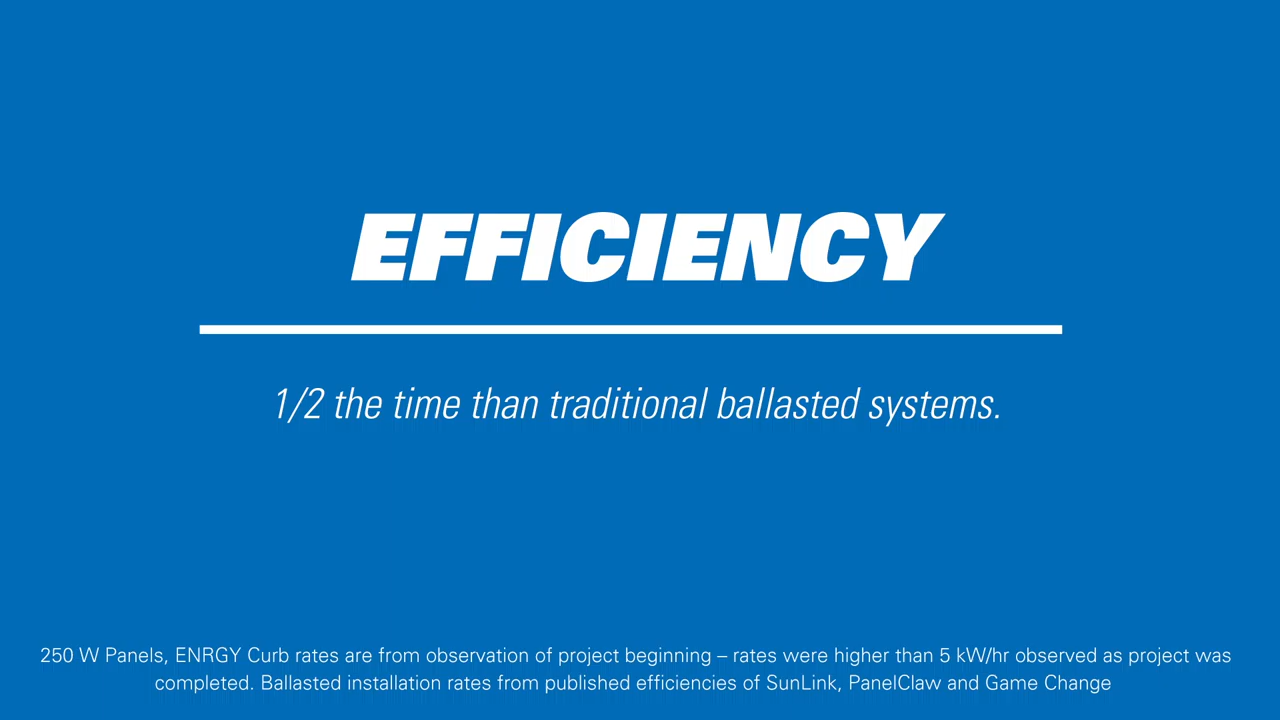 EFFICIENCY
1/2 the time than traditional ballasted systems.
250 W Panels, ENRGY Curb rates are from observation of project beginning – rates were higher than 5 kW/hr observed as project was
completed. Ballasted installation rates from published efficiencies of SunLink, PanelClaw and Game Change